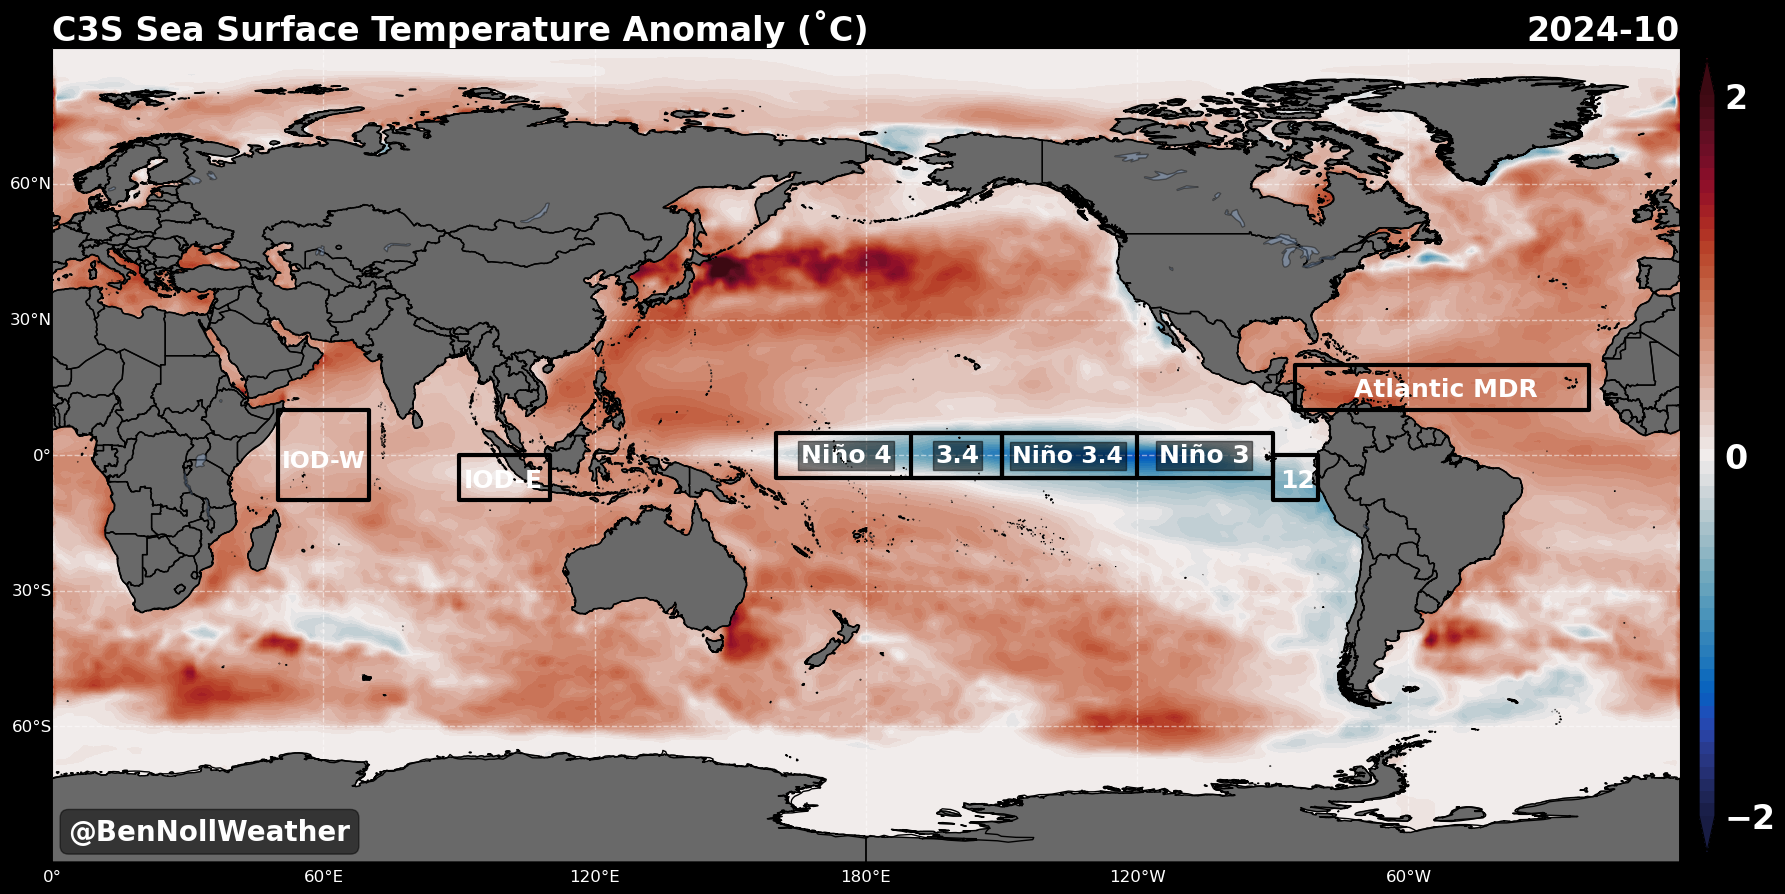 C3S Sea Surface Temperature Anomaly (˚C)
2024-10
2
60°N
30°N
Atlantic MDR
0°
IOD-W
IOD-E
Niño 4
3.4
Niño 3.4
Niño 3
12
0
30°S
60°S
−2
@BenNollWeather
0°
60°E
120°E
180°E
120°W
60°W